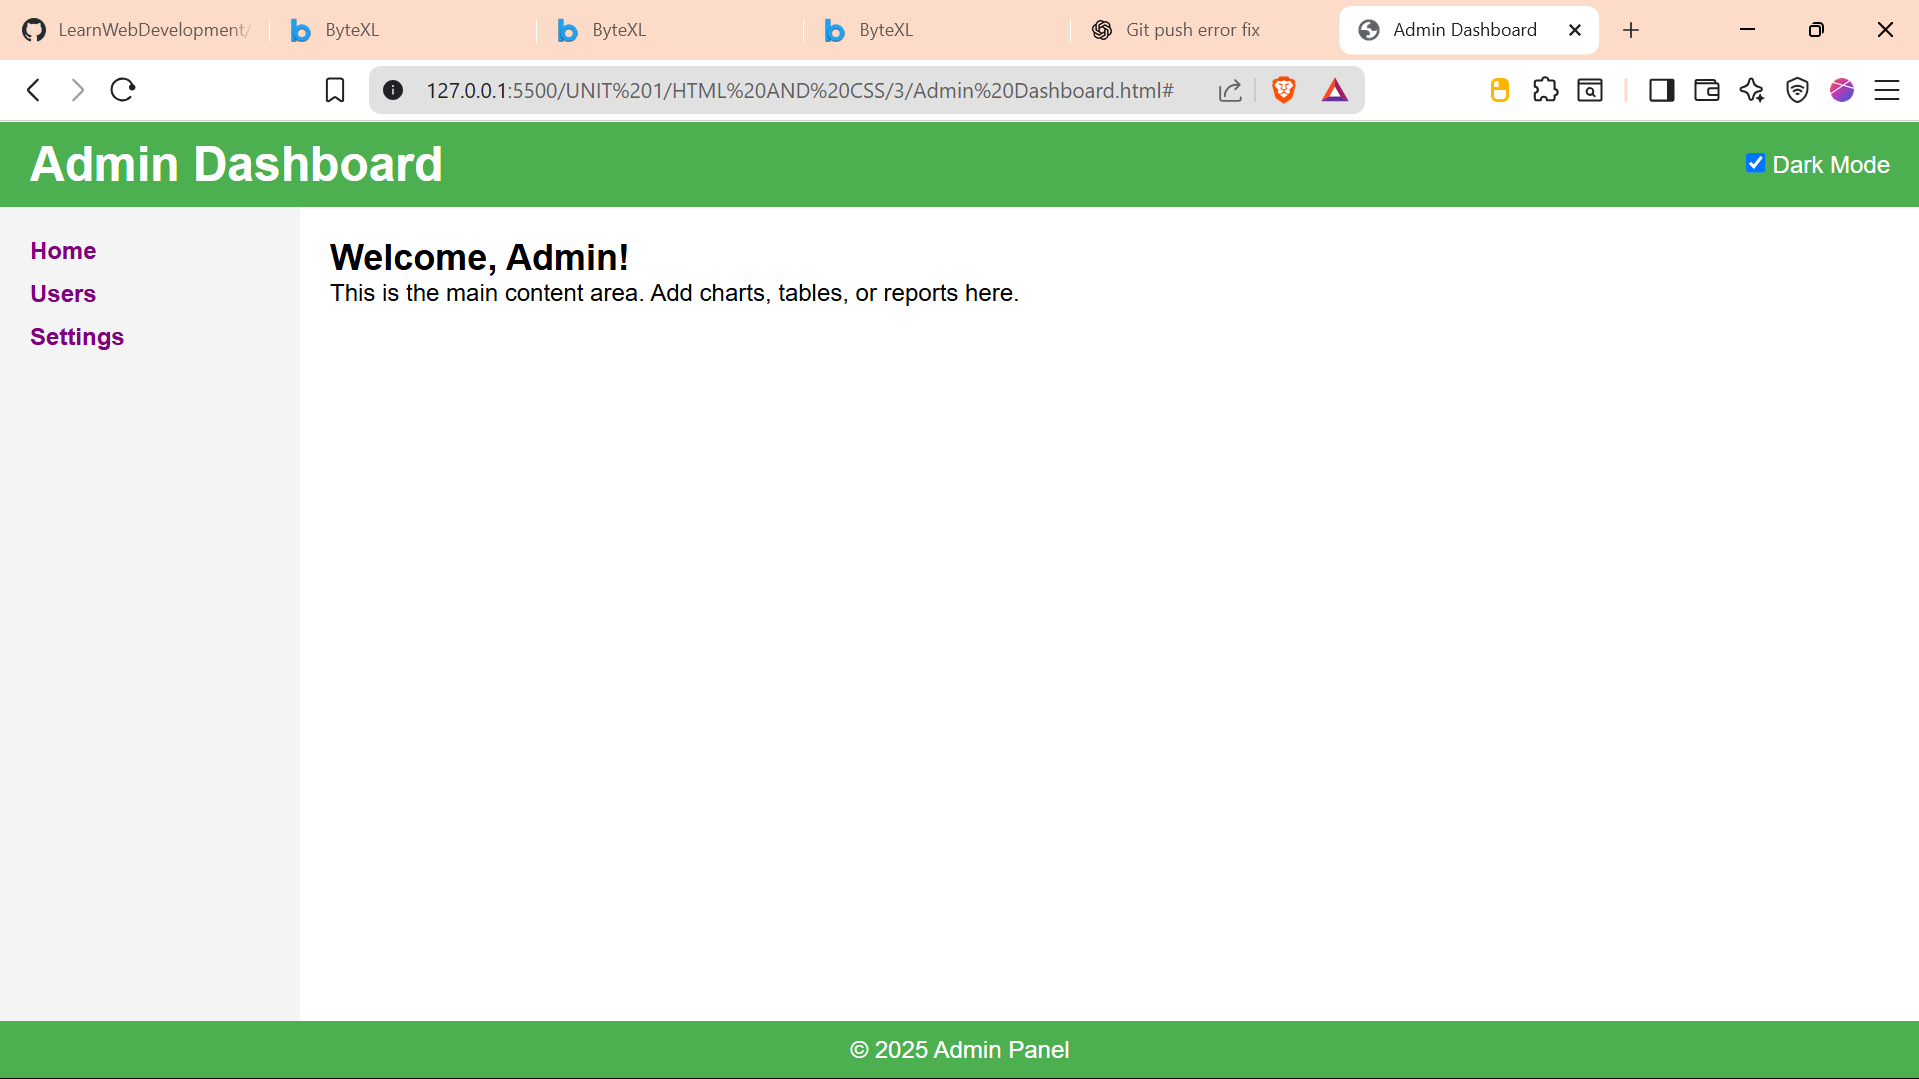 LearnWebDevelopment/
ByteXL
ByteXL
ByteXL
Git push error fix
Admin Dashboard
127.0.0.1:5500/UNIT%201/HTML%20AND%20CSS/3/Admin%20Dashboard.html#
Admin Dashboard
Dark Mode
Home
Users
Settings
Welcome, Admin!
This is the main content area. Add charts, tables, or reports here.
© 2025 Admin Panel